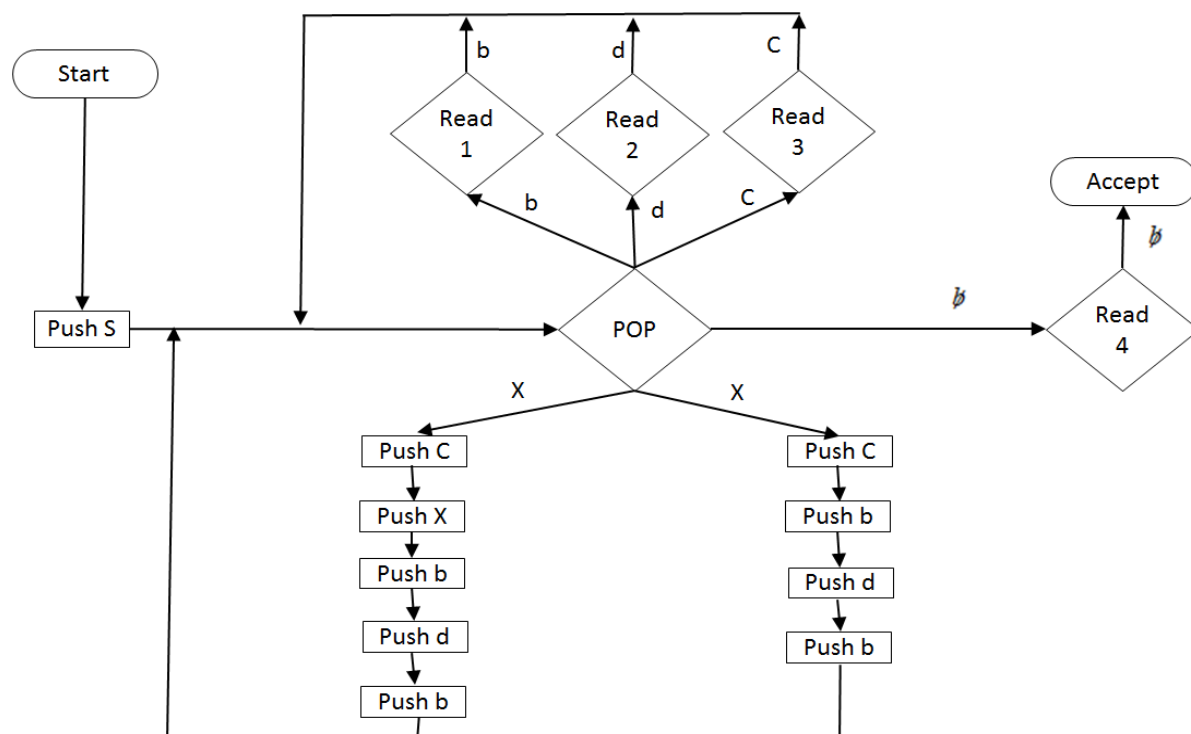 b
d
C
Start
Read
1
Read
2
Read
3
b
d
C
Accept
ƀ
Push S
POP
ƀ
Read
4
X
X
Push C
Push C
Push X
Push b
Push b
Push d
Push d
Push b
Push b